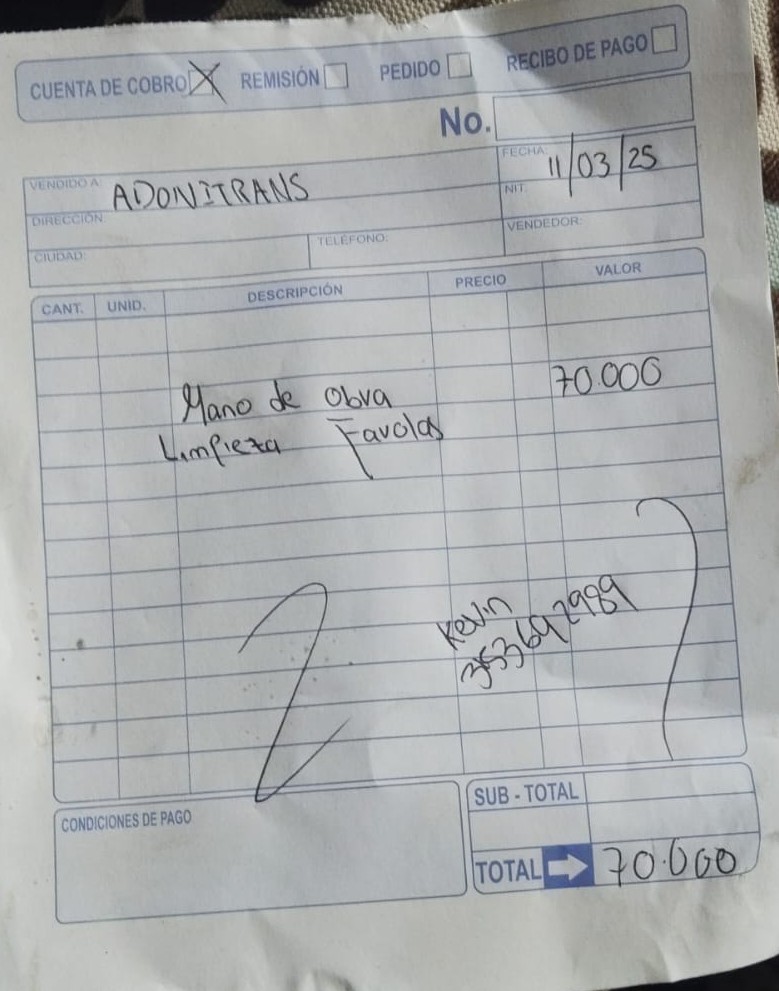 CUENTA DE COBRO REMISIÓN PEDIDO RECIBO DE PAGO
No.
VENDIDO A: ADONITRANS
FECHA: 11/03/25
NIT:
DIRECCIÓN:
VENDEDOR:
CIUDAD: TELÉFONO:
CANT. UNID. DESCRIPCIÓN PRECIO VALOR
Mano de obra 70.000
Limpieza Favolas
Kevin
3536492989
CONDICIONES DE PAGO
SUB - TOTAL
TOTAL 70.000